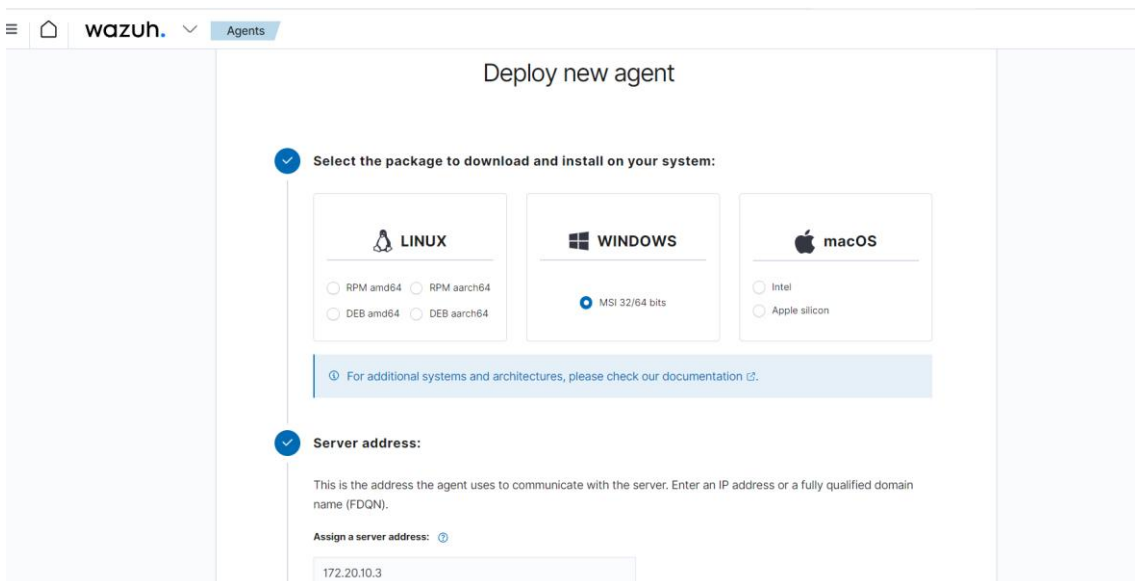 wazuh. Agents
Deploy new agent
Select the package to download and install on your system:
LINUX
RPM amd64 RPM aarch64
DEB amd64 DEB aarch64
WINDOWS
MSI 32/64 bits
macOS
Intel
Apple silicon
For additional systems and architectures, please check our documentation.
Server address:
This is the address the agent uses to communicate with the server. Enter an IP address or a fully qualified domain
name (FDQN).
Assign a server address:
172.20.10.3